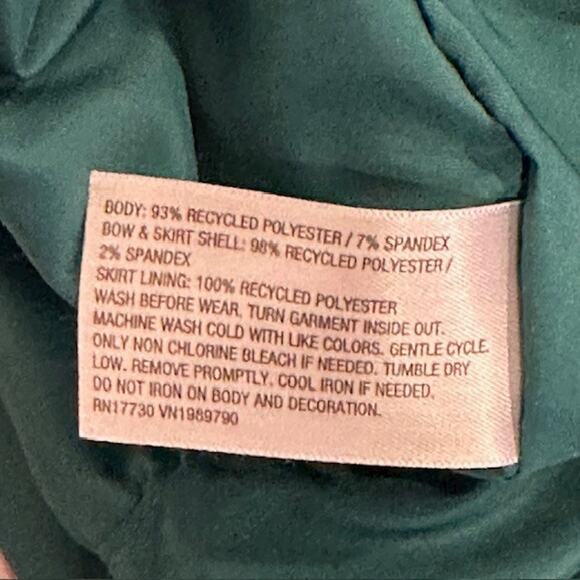 BODY: 93% RECYCLED POLYESTER / 7% SPANDEX
BOW & SKIRT SHELL: 98% RECYCLED POLYESTER /
2% SPANDEX
SKIRT LINING: 100% RECYCLED POLYESTER
WASH BEFORE WEAR, TURN GARMENT INSIDE OUT.
MACHINE WASH COLD WITH LIKE COLORS. GENTLE CYCLE.
ONLY NON CHLORINE BLEACH IF NEEDED. TUMBLE DRY
LOW. REMOVE PROMPTLY. COOL IRON IF NEEDED.
DO NOT IRON ON BODY AND DECORATION.
RN17730 VN1989790